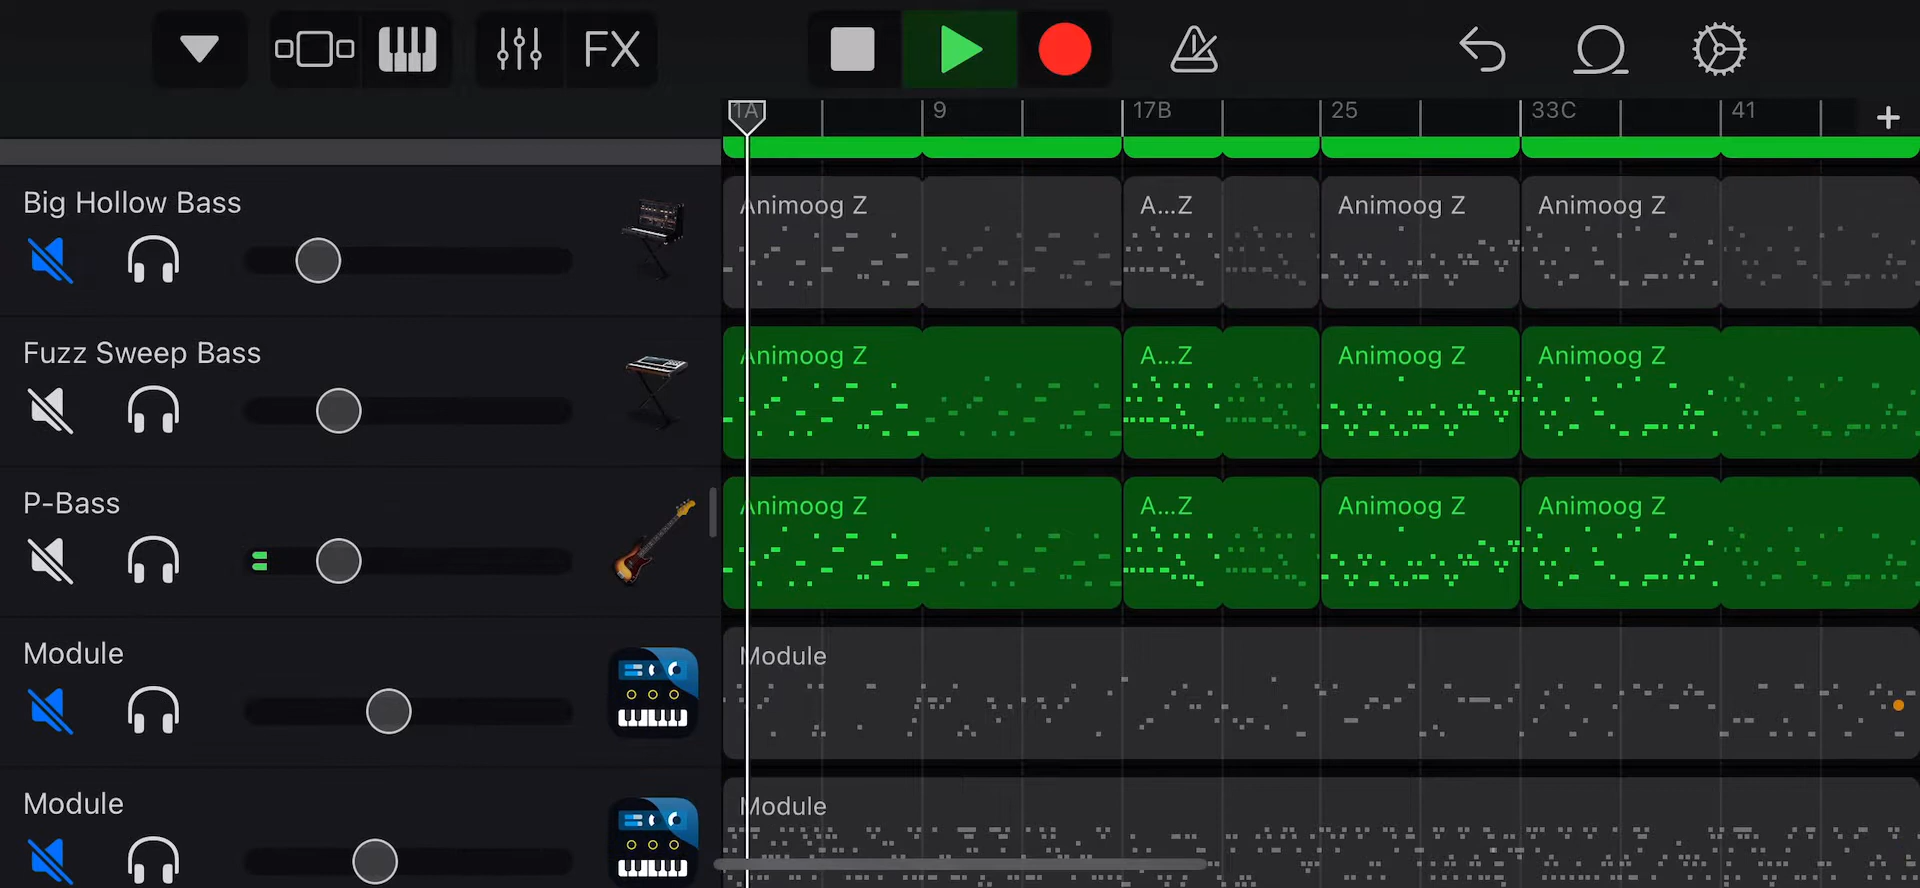 FX
1A 9 17B 25 33C 41 +
Big Hollow Bass
Animoog Z A...Z Animoog Z Animoog Z
Fuzz Sweep Bass
Animoog Z A...Z Animoog Z Animoog Z
P-Bass
Animoog Z A...Z Animoog Z Animoog Z
Module
Module
Module
Module